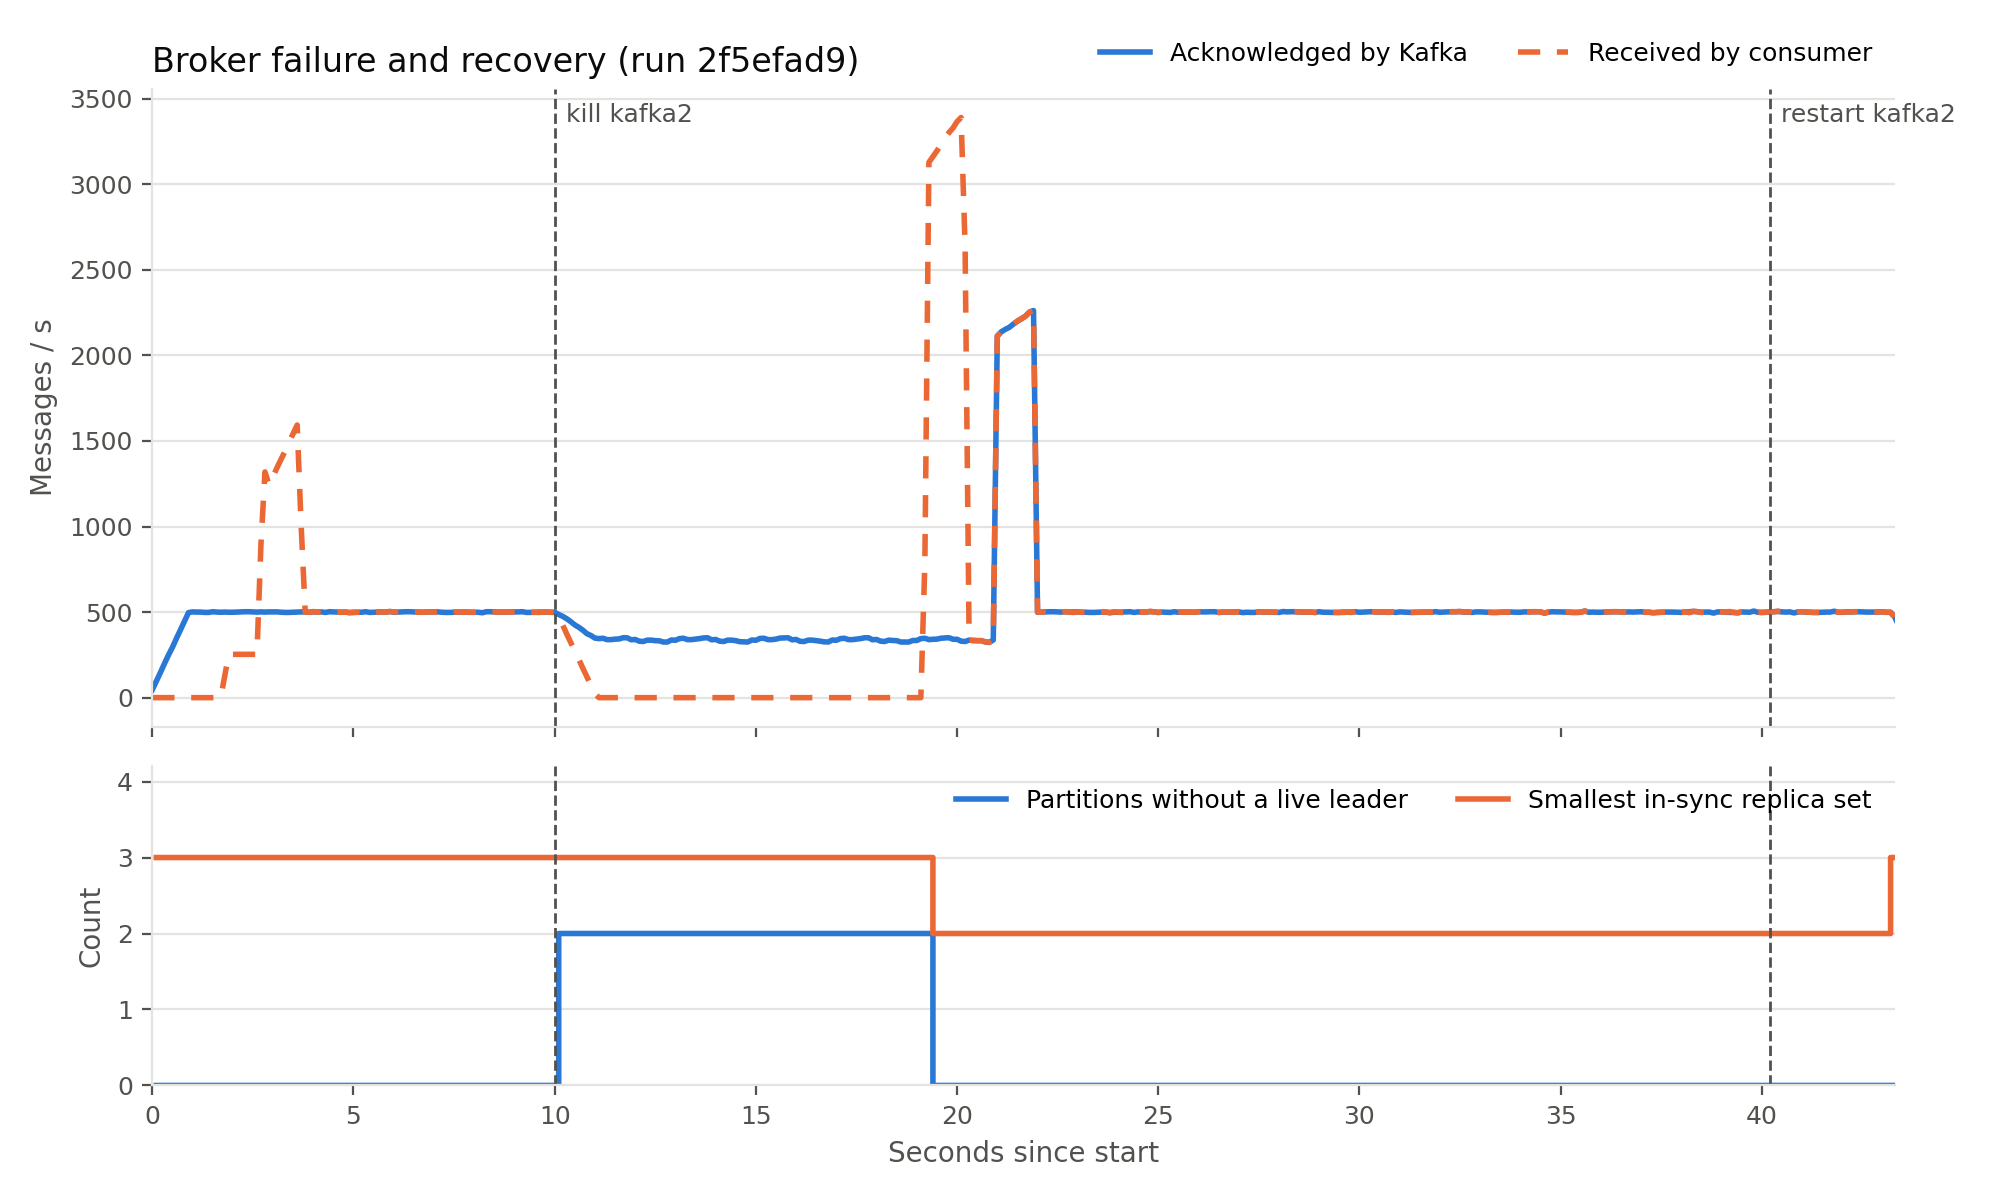 Broker failure and recovery (run 2f5efad9)
Acknowledged by Kafka
Received by consumer
kill kafka2
restart kafka2
3500
3000
2500
2000
1500
1000
500
0
Messages / s
Partitions without a live leader
Smallest in-sync replica set
4
3
2
1
0
Count
0
5
10
15
20
25
30
35
40
Seconds since start